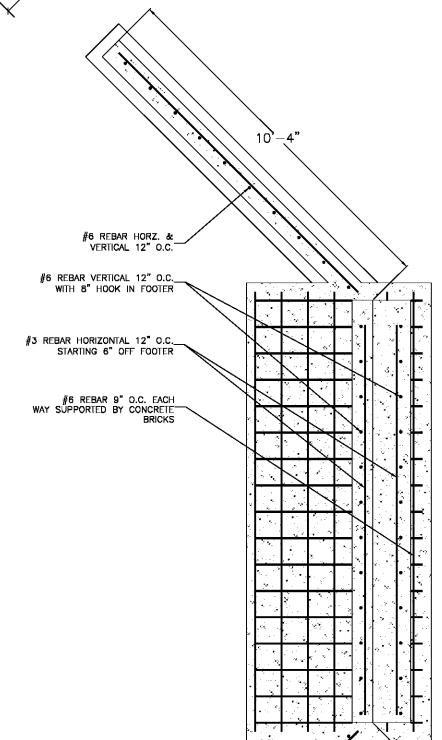 10'-4"
#6 REBAR HORZ. &
VERTICAL 12" O.C.
#6 REBAR VERTICAL 12" O.C.
WITH 8" HOOK IN FOOTER
#3 REBAR HORIZONTAL 12" O.C.
STARTING 6" OFF FOOTER
#6 REBAR 9" O.C. EACH
WAY SUPPORTED BY CONCRETE
BRICKS